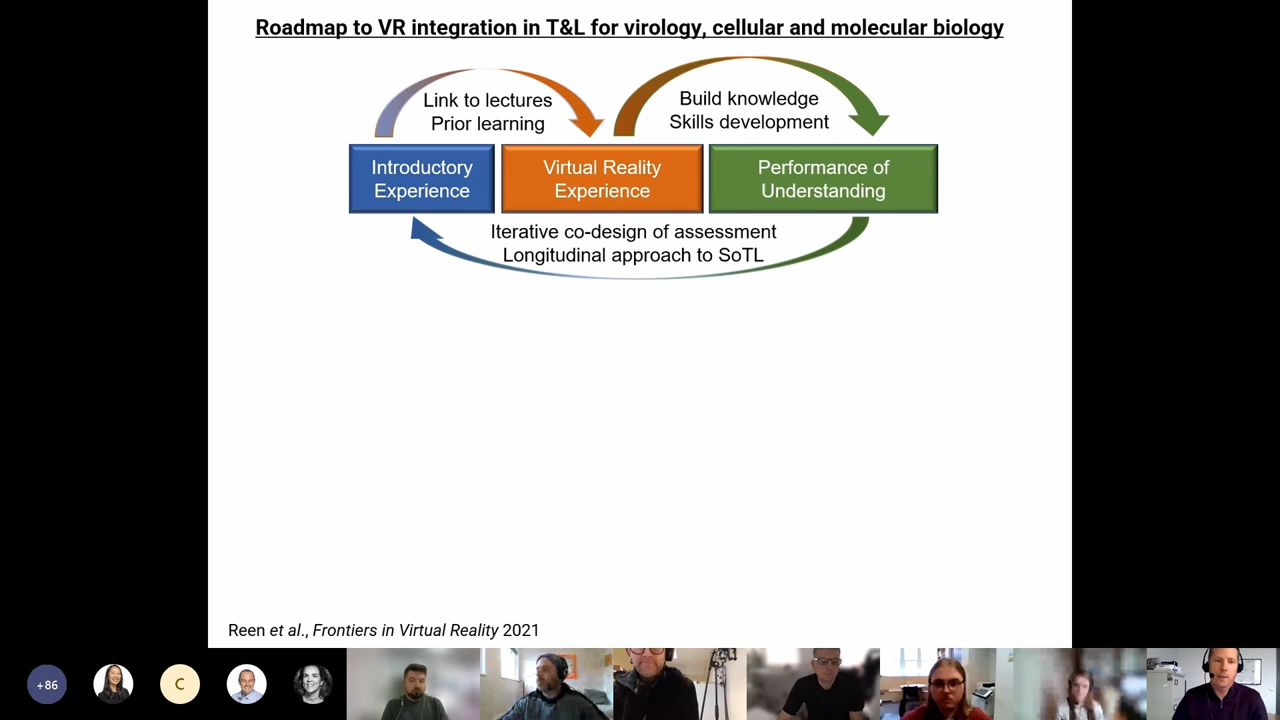 Roadmap to VR integration in T&L for virology, cellular and molecular biology
Link to lectures
Prior learning
Build knowledge
Skills development
Introductory
Experience
Virtual Reality
Experience
Performance of
Understanding
Iterative co-design of assessment
Longitudinal approach to SoTL
Reen et al., Frontiers in Virtual Reality 2021
+86
C